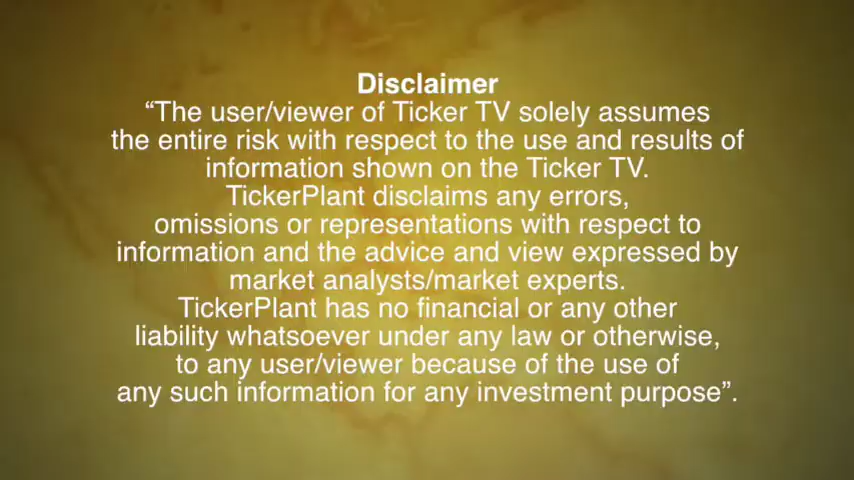 Disclaimer
“The user/viewer of Ticker TV solely assumes
the entire risk with respect to the use and results of
information shown on the Ticker TV.
TickerPlant disclaims any errors,
omissions or representations with respect to
information and the advice and view expressed by
market analysts/market experts.
TickerPlant has no financial or any other
liability whatsoever under any law or otherwise,
to any user/viewer because of the use of
any such information for any investment purpose”.